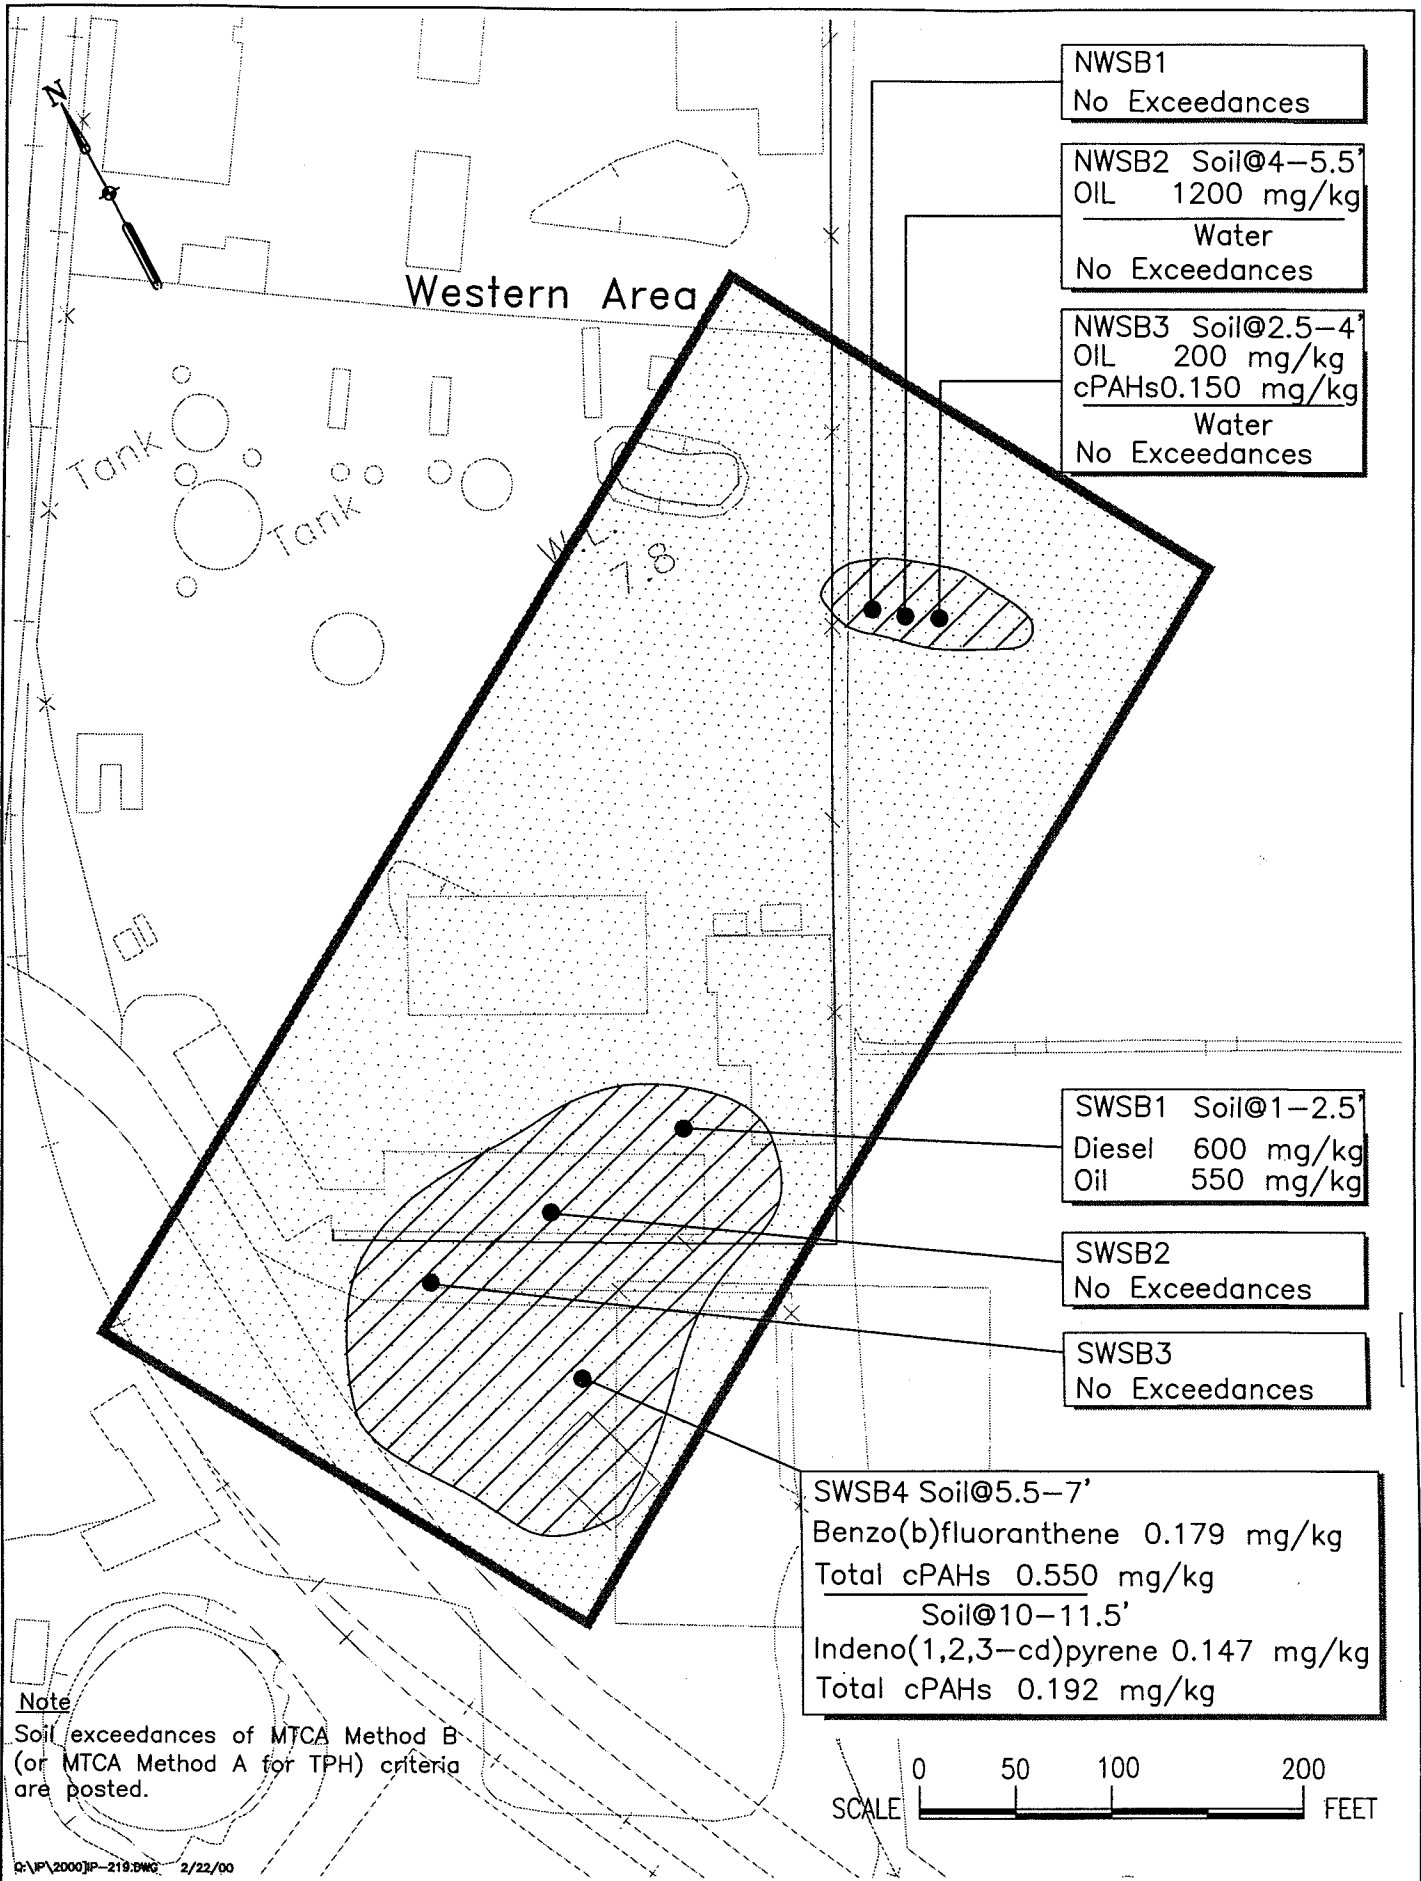 N
NWSB1
No Exceedances
NWSB2 Soil@4-5.5'
OIL 1200 mg/kg
Water
No Exceedances
NWSB3 Soil@2.5-4'
OIL 200 mg/kg
cPAHs0.150 mg/kg
Water
No Exceedances
Western Area
Tank
Tank
W.L.
7.8
SWSB1 Soil@1-2.5'
Diesel 600 mg/kg
Oil 550 mg/kg
SWSB2
No Exceedances
SWSB3
No Exceedances
SWSB4 Soil@5.5-7'
Benzo(b)fluoranthene 0.179 mg/kg
Total cPAHs 0.550 mg/kg
Soil@10-11.5'
Indeno(1,2,3-cd)pyrene 0.147 mg/kg
Total cPAHs 0.192 mg/kg
Note
Soil exceedances of MTCA Method B
(or MTCA Method A for TPH) criteria
are posted.
0 50 100 200
SCALE FEET
Q:\IP\2000]IP-219.DWG 2/22/00